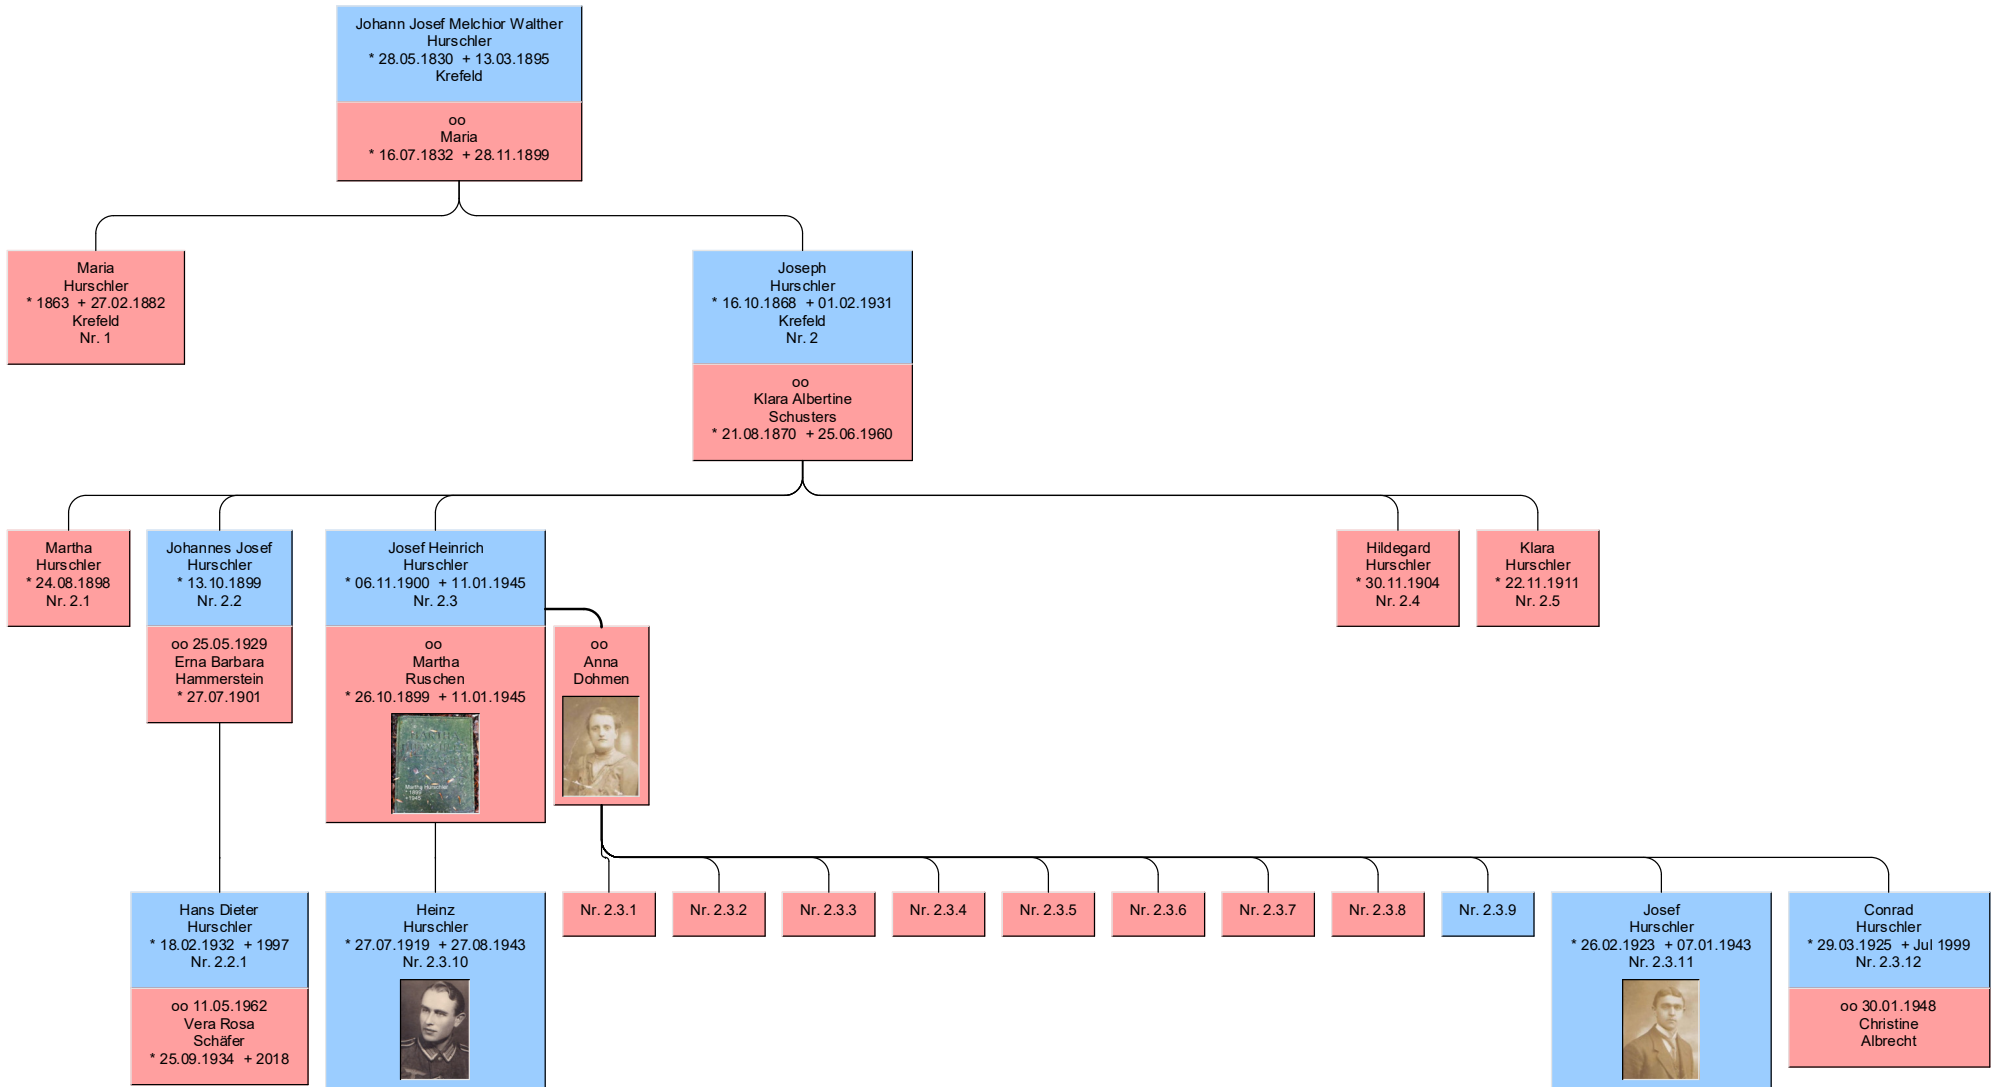 Johann Josef Melchior Walther
Hurschler
* 28.05.1830 + 13.03.1895
Krefeld
oo
Maria
* 16.07.1832 + 28.11.1899
Maria
Hurschler
* 1863 + 27.02.1882
Krefeld
Nr. 1
Joseph
Hurschler
* 16.10.1868 + 01.02.1931
Krefeld
Nr. 2
oo
Klara Albertine
Schusters
* 21.08.1870 + 25.06.1960
Martha
Hurschler
* 24.08.1898
Nr. 2.1
Johannes Josef
Hurschler
* 13.10.1899
Nr. 2.2
oo 25.05.1929
Erna Barbara
Hammerstein
* 27.07.1901
Josef Heinrich
Hurschler
* 06.11.1900 + 11.01.1945
Nr. 2.3
oo
Martha
Ruschen
* 26.10.1899 + 11.01.1945
Martha Hurschler
* 1899
+1945
oo
Anna
Dohmen
Hildegard
Hurschler
* 30.11.1904
Nr. 2.4
Klara
Hurschler
* 22.11.1911
Nr. 2.5
Hans Dieter
Hurschler
* 18.02.1932 + 1997
Nr. 2.2.1
oo 11.05.1962
Vera Rosa
Schäfer
* 25.09.1934 + 2018
Heinz
Hurschler
* 27.07.1919 + 27.08.1943
Nr. 2.3.10
Nr. 2.3.1
Nr. 2.3.2
Nr. 2.3.3
Nr. 2.3.4
Nr. 2.3.5
Nr. 2.3.6
Nr. 2.3.7
Nr. 2.3.8
Nr. 2.3.9
Josef
Hurschler
* 26.02.1923 + 07.01.1943
Nr. 2.3.11
Conrad
Hurschler
* 29.03.1925 + Jul 1999
Nr. 2.3.12
oo 30.01.1948
Christine
Albrecht